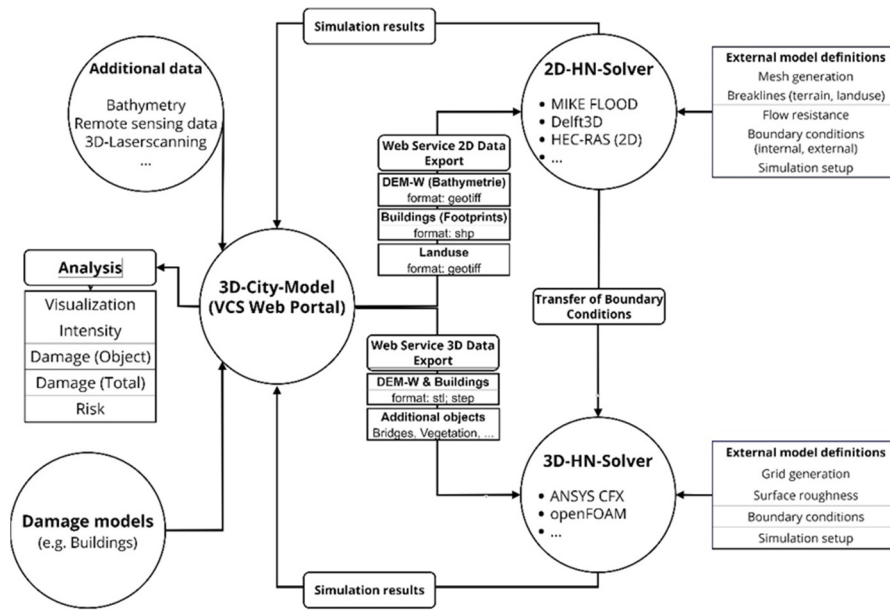 Simulation results
Additional data
Bathymetry
Remote sensing data
3D-Laserscanning
...
2D-HN-Solver
• MIKE FLOOD
• Delft3D
• HEC-RAS (2D)
• ...
External model definitions
Mesh generation
Breaklines (terrain, landuse)
Flow resistance
Boundary conditions
(internal, external)
Simulation setup
Web Service 2D Data
Export
DEM-W (Bathymetrie)
format: geotiff
Buildings (Footprints)
format: shp
Landuse
format: geotiff
Analysis
Visualization
Intensity
Damage (Object)
Damage (Total)
Risk
3D-City-Model
(VCS Web Portal)
Transfer of Boundary
Conditions
Web Service 3D Data
Export
DEM-W & Buildings
format: stl; step
Additional objects
Bridges, Vegetation, ...
Damage models
(e.g. Buildings)
3D-HN-Solver
• ANSYS CFX
• openFOAM
• ...
External model definitions
Grid generation
Surface roughness
Boundary conditions
Simulation setup
Simulation results